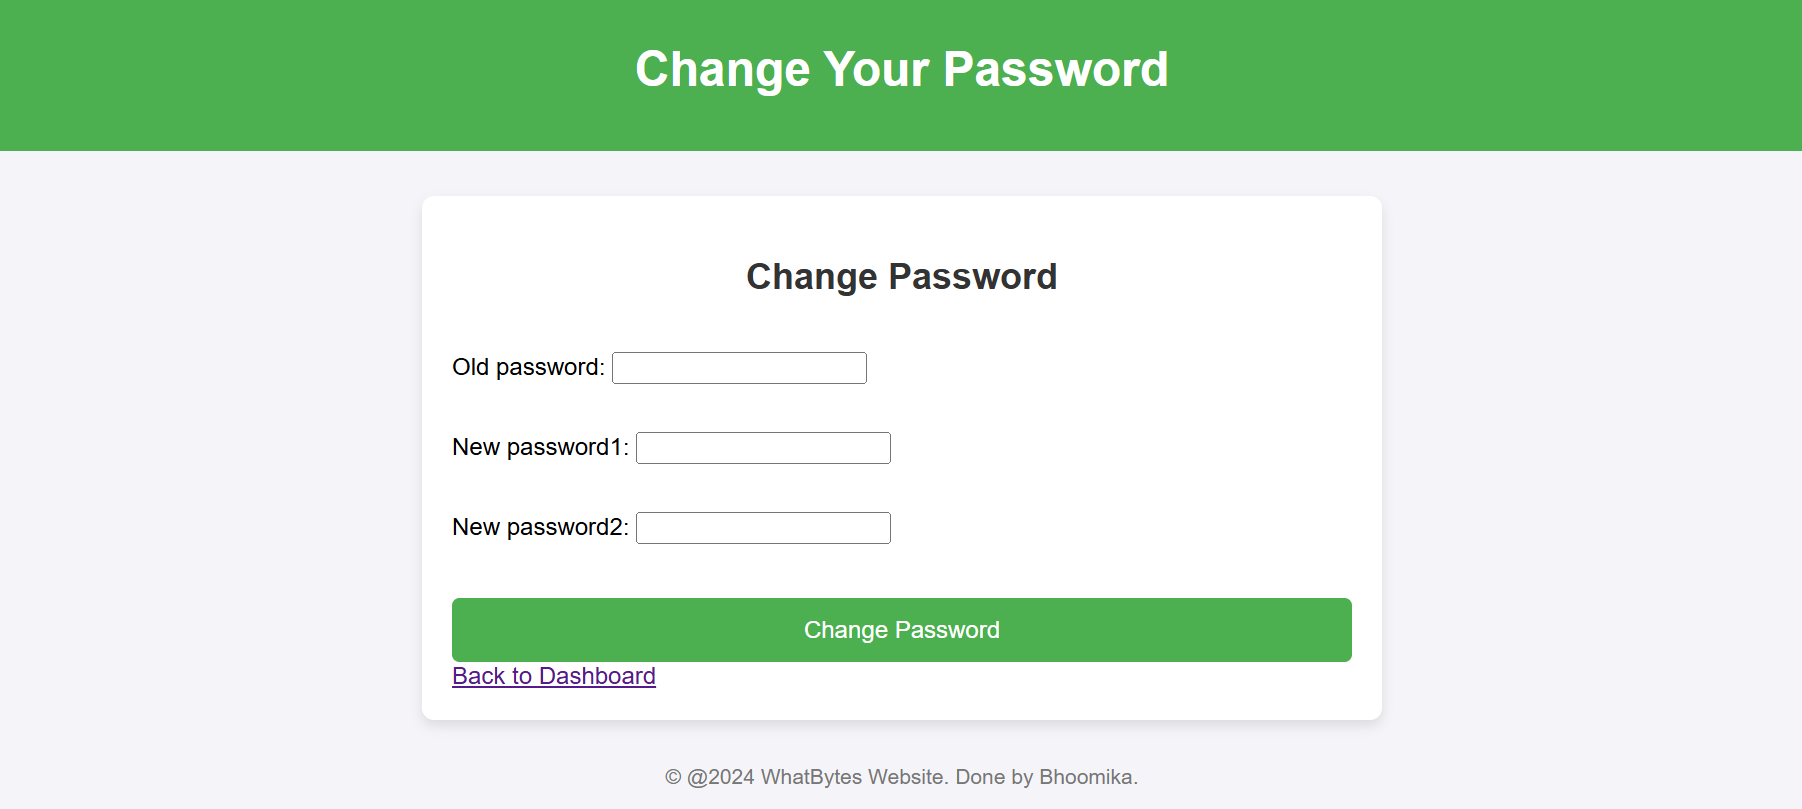 Change Your Password
Change Password
Old password:
New password1:
New password2:
Change Password
Back to Dashboard
© @2024 WhatBytes Website. Done by Bhoomika.